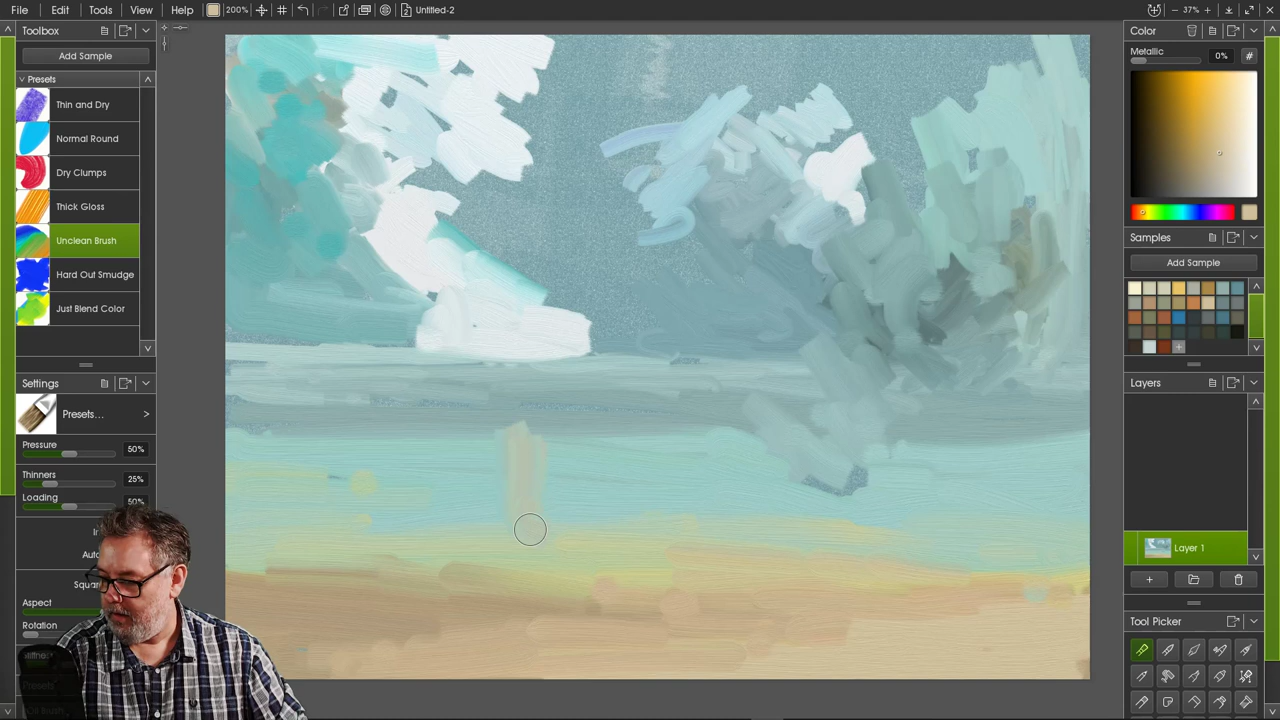 File Edit Tools View Help 200% Untitled-2 37%
Toolbox
Add Sample
Presets
Thin and Dry
Normal Round
Dry Clumps
Thick Gloss
Unclean Brush
Hard Out Smudge
Just Blend Color
Settings
Presets... >
Pressure 50%
Thinners 25%
Loading 50%
Aspect
Rotation
Color
Metallic 0% #
Samples
Add Sample
Layers
Layer 1
Tool Picker